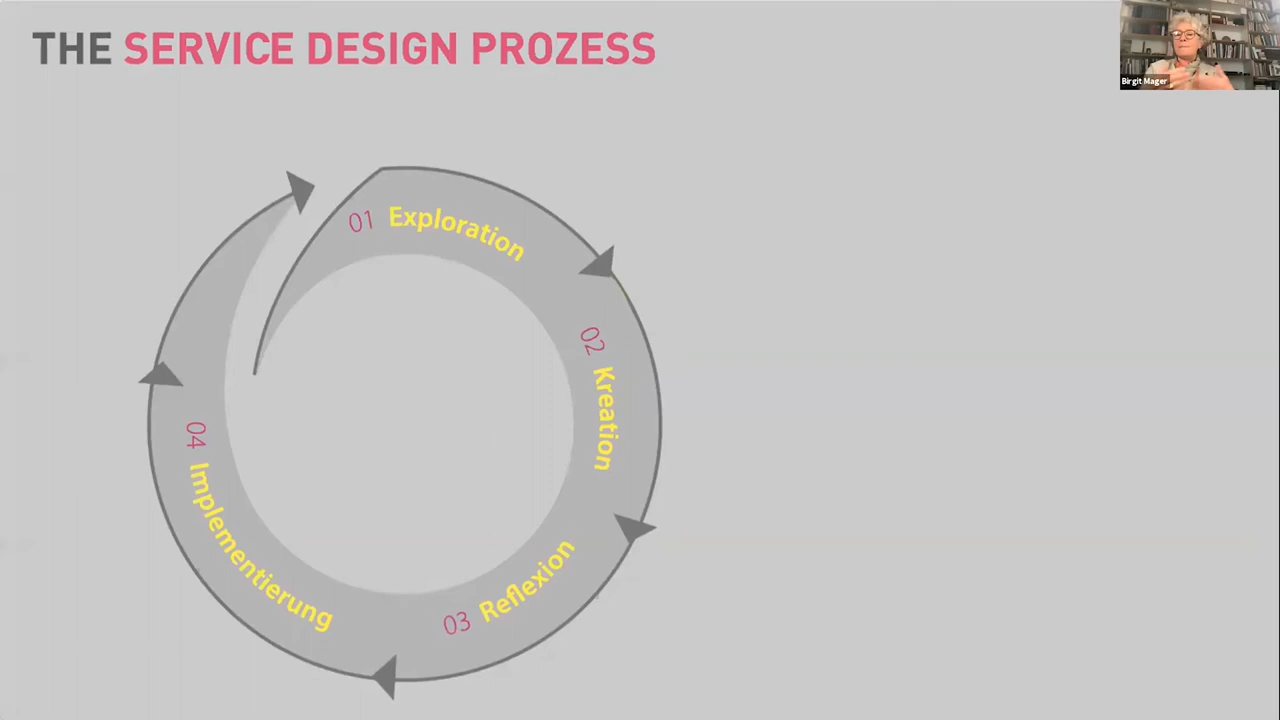 THE SERVICE DESIGN PROZESS
Birgit Mager
01 Exploration
02 Kreation
03 Reflexion
04 Implementierung